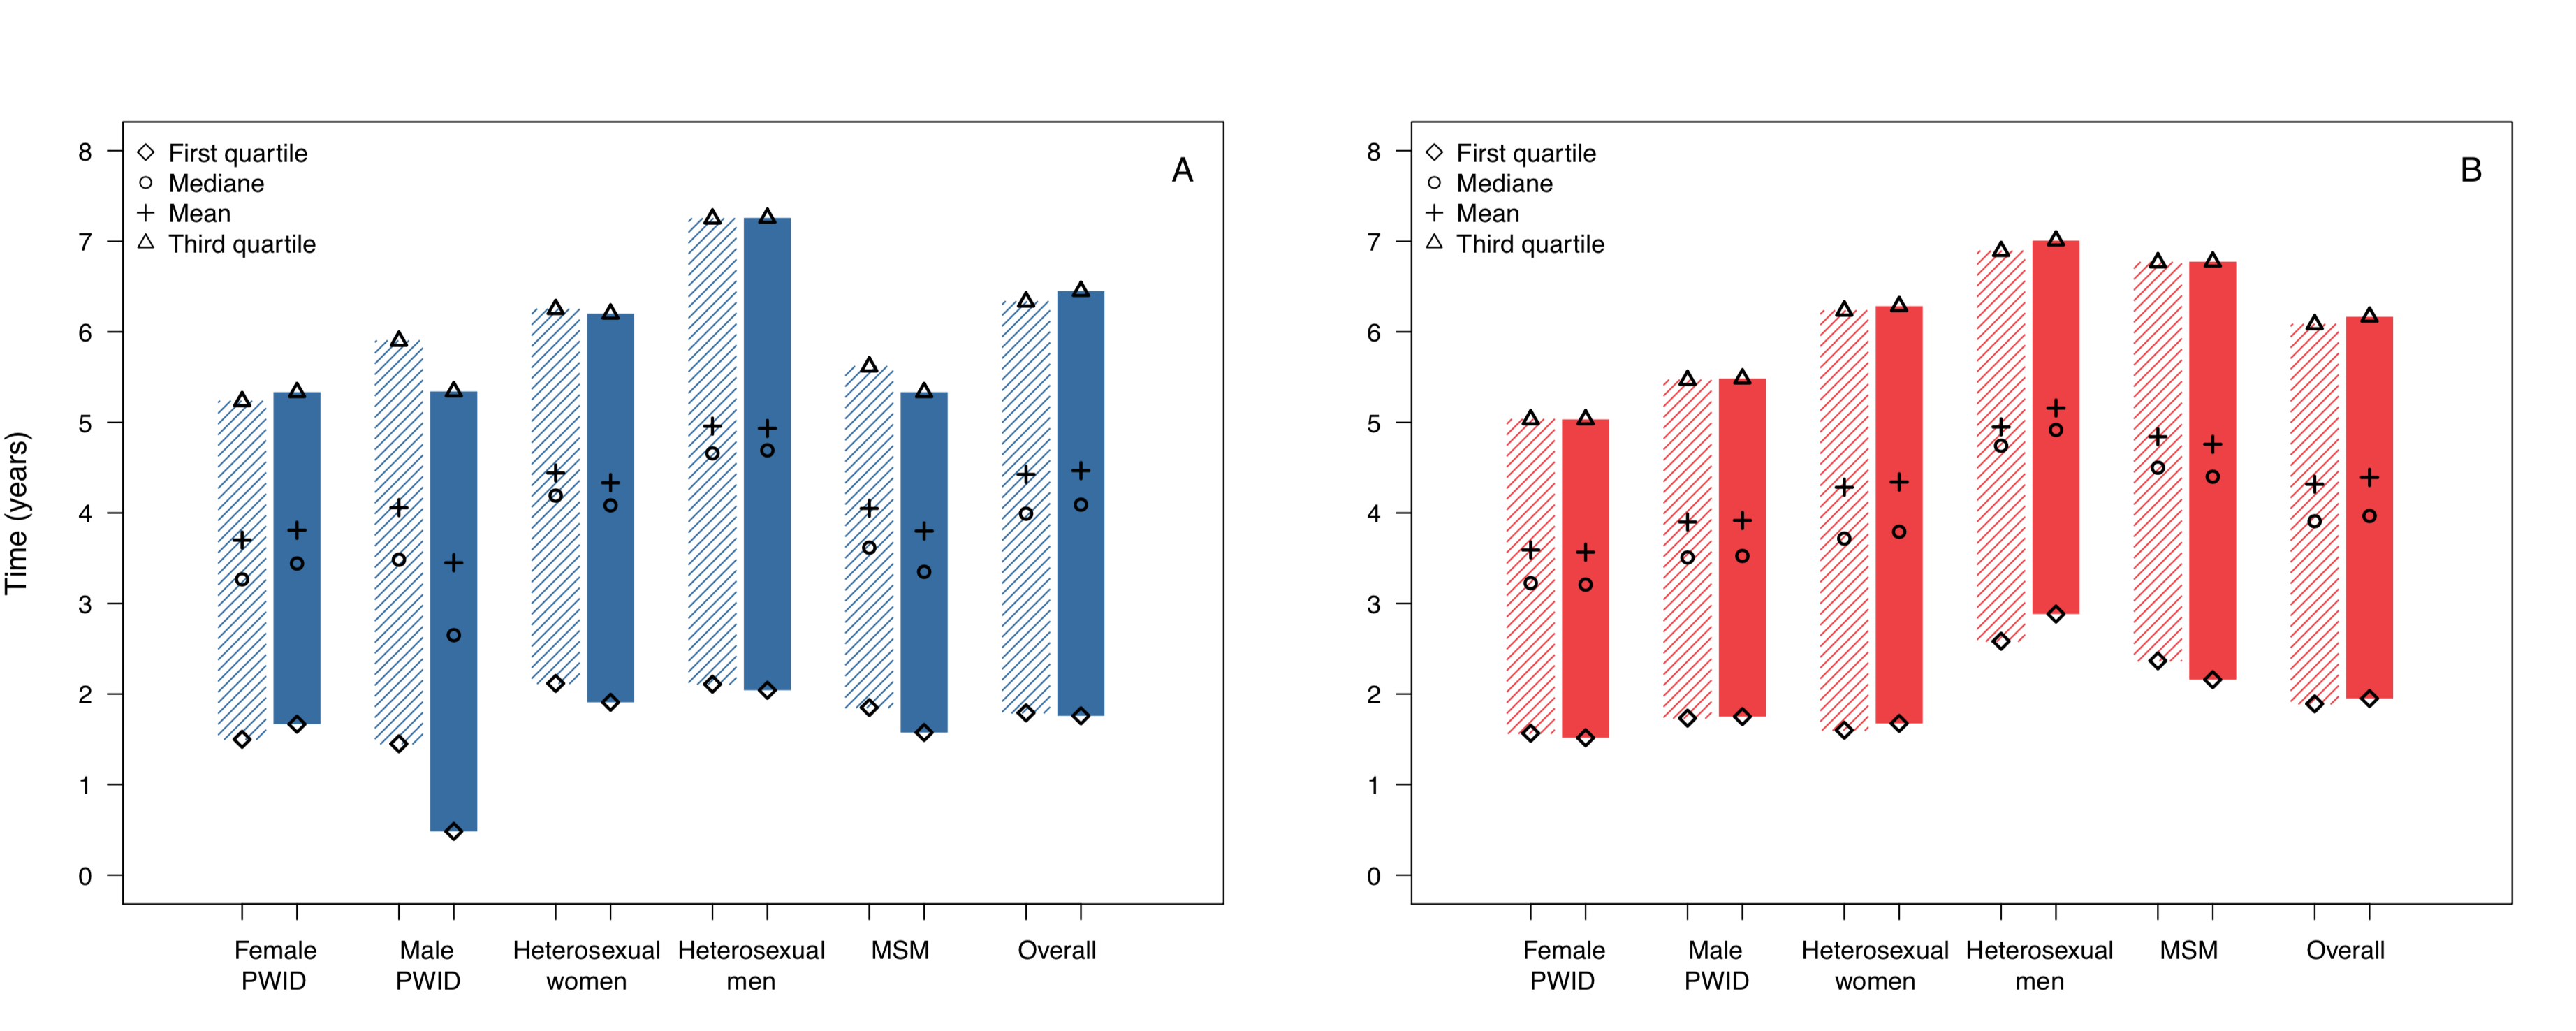 Time (years)
8
7
6
5
4
3
2
1
0
First quartile
Mediane
Mean
Third quartile
A
Female
PWID
Male
PWID
Heterosexual
women
Heterosexual
men
MSM
Overall
8
7
6
5
4
3
2
1
0
First quartile
Mediane
Mean
Third quartile
B
Female
PWID
Male
PWID
Heterosexual
women
Heterosexual
men
MSM
Overall